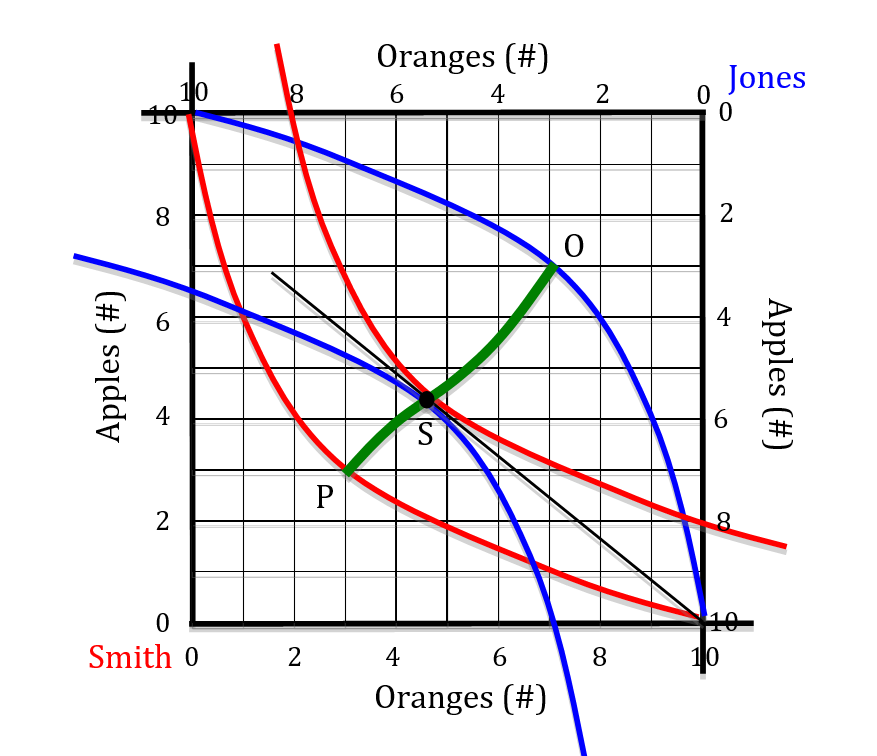 Oranges (#)
Jones
10 8 6 4 2 0
10 0
8 2
O
6 4
Apples (#)
Apples (#)
4 6
S
P
2 8
0 10
Smith 0 2 4 6 8 10
Oranges (#)